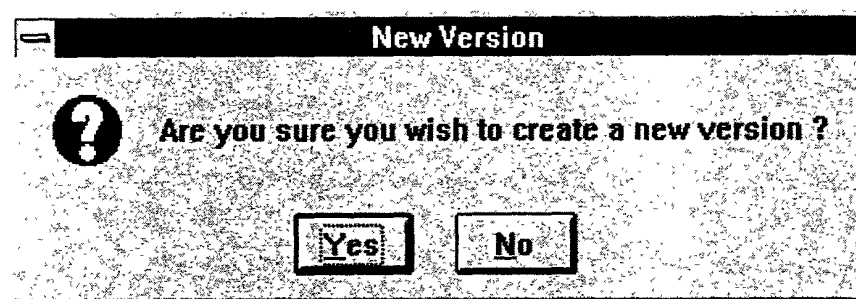 New Version
Are you sure you wish to create a new version ?
Yes
No